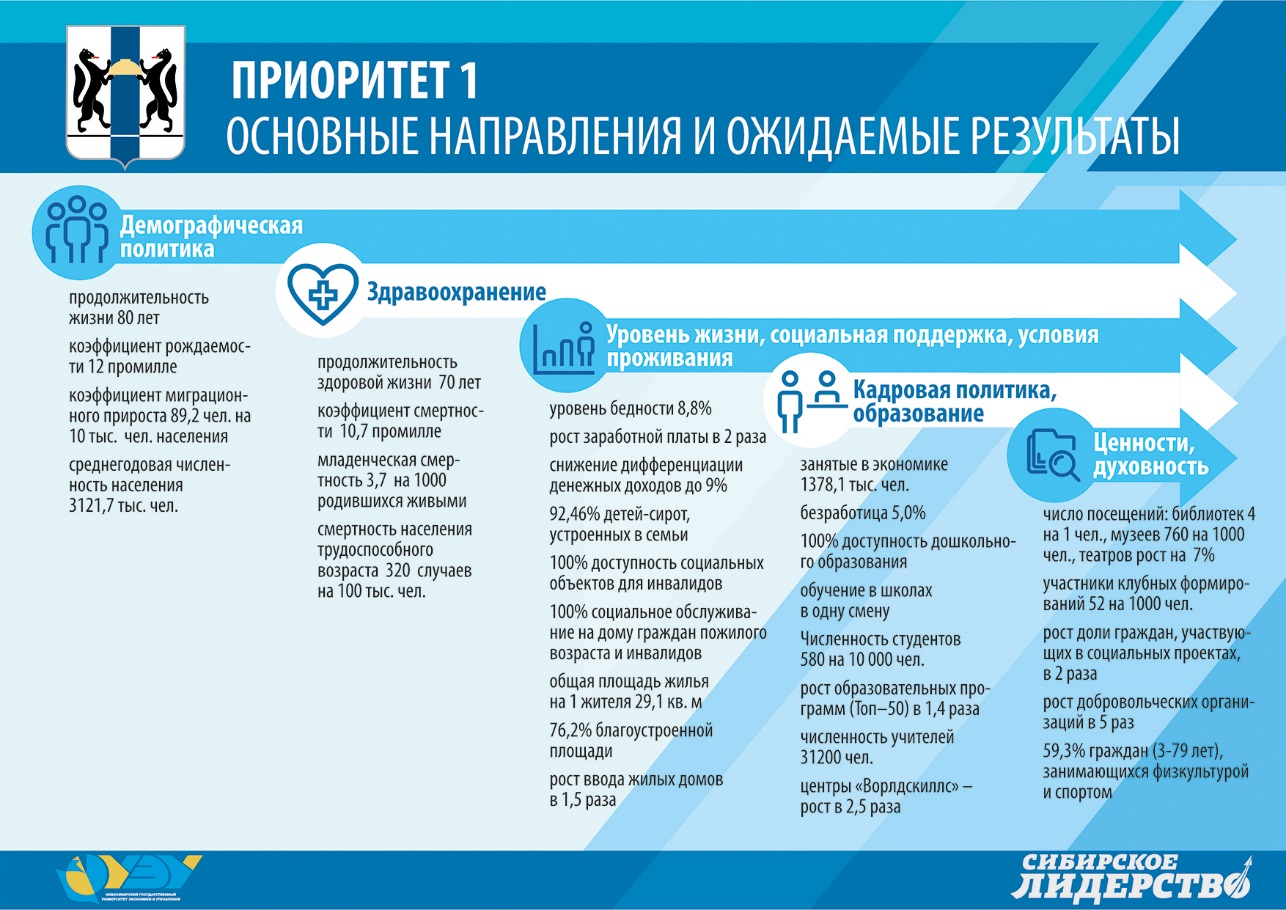 ПРИОРИТЕТ 1
ОСНОВНЫЕ НАПРАВЛЕНИЯ И ОЖИДАЕМЫЕ РЕЗУЛЬТАТЫ
Демографическая
политика
продолжительность
жизни 80 лет
коэффициент рождаемос-
ти 12 промилле
коэффициент миграцион-
ного прироста 89,2 чел. на
10 тыс. чел. населения
среднегодовая числен-
ность населения
3121,7 тыс. чел.
Здравоохранение
продолжительность
здоровой жизни 70 лет
коэффициент смертнос-
ти 10,7 промилле
младенческая смер-
тность 3,7 на 1000
родившихся живыми
смертность населения
трудоспособного
возраста 320 случаев
на 100 тыс. чел.
Уровень жизни, социальная поддержка, условия
проживания
уровень бедности 8,8%
рост заработной платы в 2 раза
снижение дифференциации
денежных доходов до 9%
92,46% детей-сирот,
устроенных в семьи
100% доступность социальных
объектов для инвалидов
100% социальное обслужива-
ние на дому граждан пожилого
возраста и инвалидов
общая площадь жилья
на 1 жителя 29,1 кв. м
76,2% благоустроенной
площади
рост ввода жилых домов
в 1,5 раза
Кадровая политика,
образование
занятые в экономике
1378,1 тыс. чел.
безработица 5,0%
100% доступность дошкольно-
го образования
обучение в школах
в одну смену
Численность студентов
580 на 10 000 чел.
рост образовательных про-
грамм (Топ–50) в 1,4 раза
численность учителей
31200 чел.
центры «Ворлдскиллс» –
рост в 2,5 раза
Ценности,
духовность
число посещений: библиотек 4
на 1 чел., музеев 760 на 1000
чел., театров рост на 7%
участники клубных формиро-
ваний 52 на 1000 чел.
рост доли граждан, участвую-
щих в социальных проектах,
в 2 раза
рост добровольческих органи-
заций в 5 раз
59,3% граждан (3-79 лет),
занимающихся физкультурой
и спортом
НОВОСИБИРСКИЙ ГОСУДАРСТВЕННЫЙ
УНИВЕРСИТЕТ ЭКОНОМИКИ И УПРАВЛЕНИЯ
СИБИРСКОЕ
ЛИДЕРСТВО